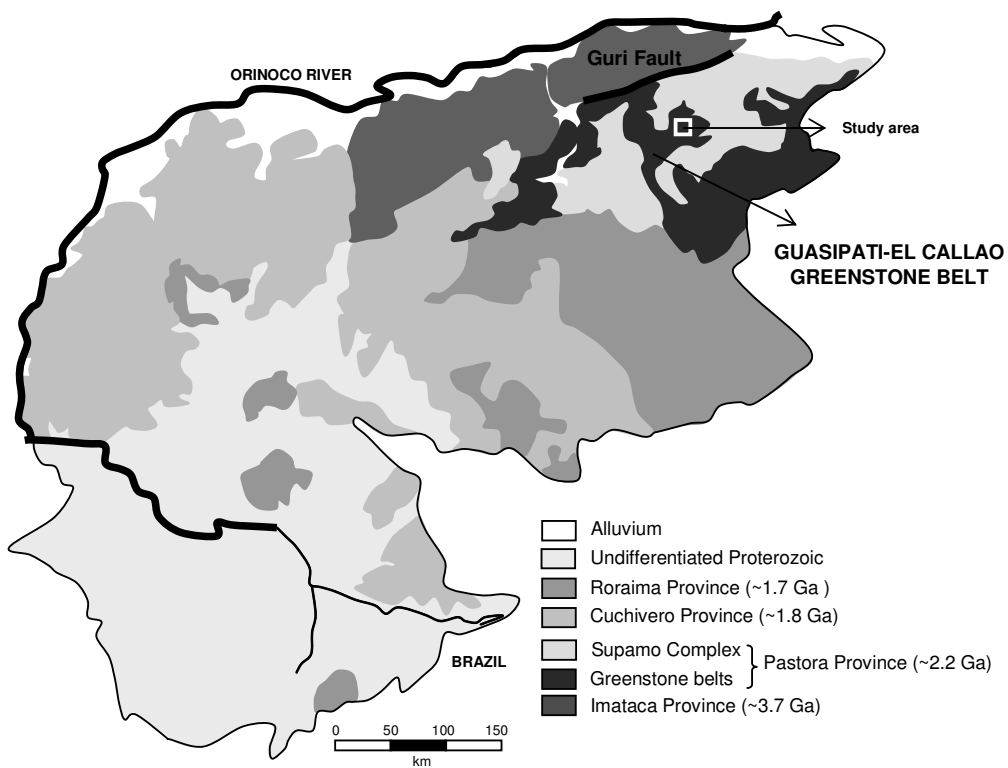 Guri Fault
ORINOCO RIVER
Study area
GUASIPATI-EL CALLAO
GREENSTONE BELT
Alluvium
Undifferentiated Proterozoic
Roraima Province (~1.7 Ga )
Cuchivero Province (~1.8 Ga)
Supamo Complex
Pastora Province (~2.2 Ga)
Greenstone belts
Imataca Province (~3.7 Ga)
BRAZIL
0 50 100 150
km